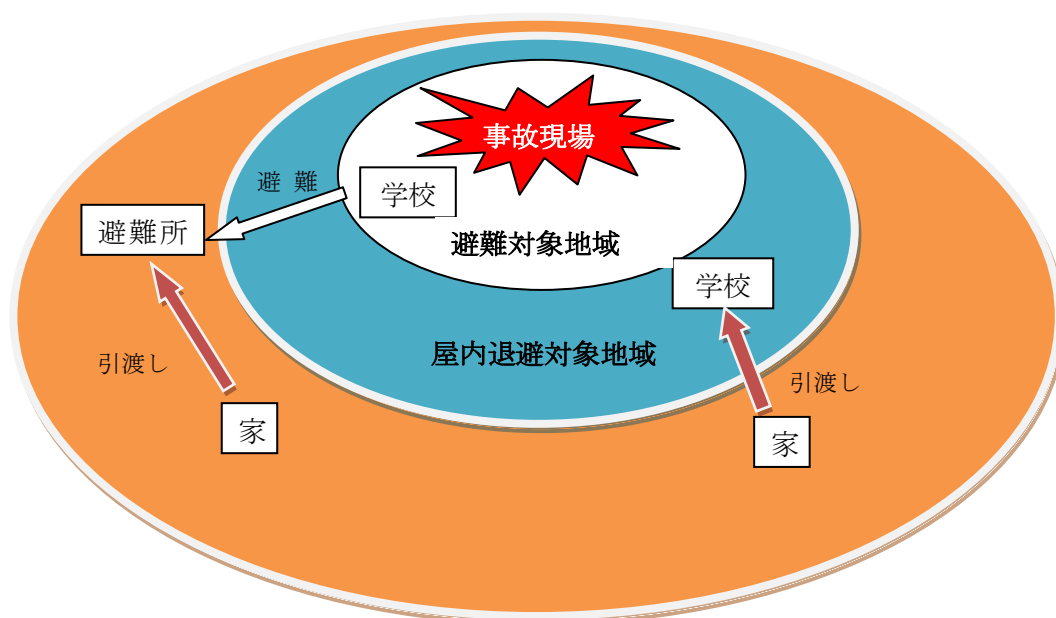 事故現場
避 難
学校
避難所
避難対象地域
学校
屋内退避対象地域
引渡し
引渡し
家
家